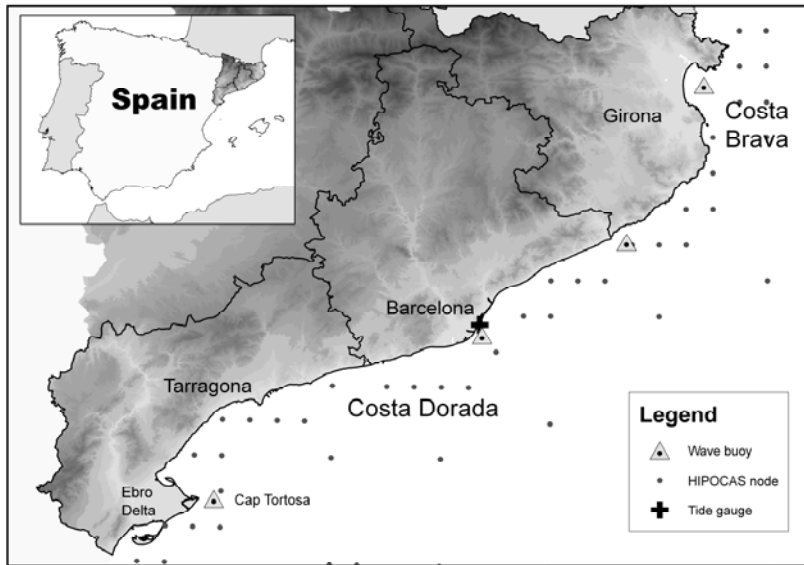 Spain
Girona
Costa
Brava
Barcelona
Tarragona
Costa Dorada
Ebro
Delta
Cap Tortosa
Legend
Wave buoy
HIPOCAS node
Tide gauge